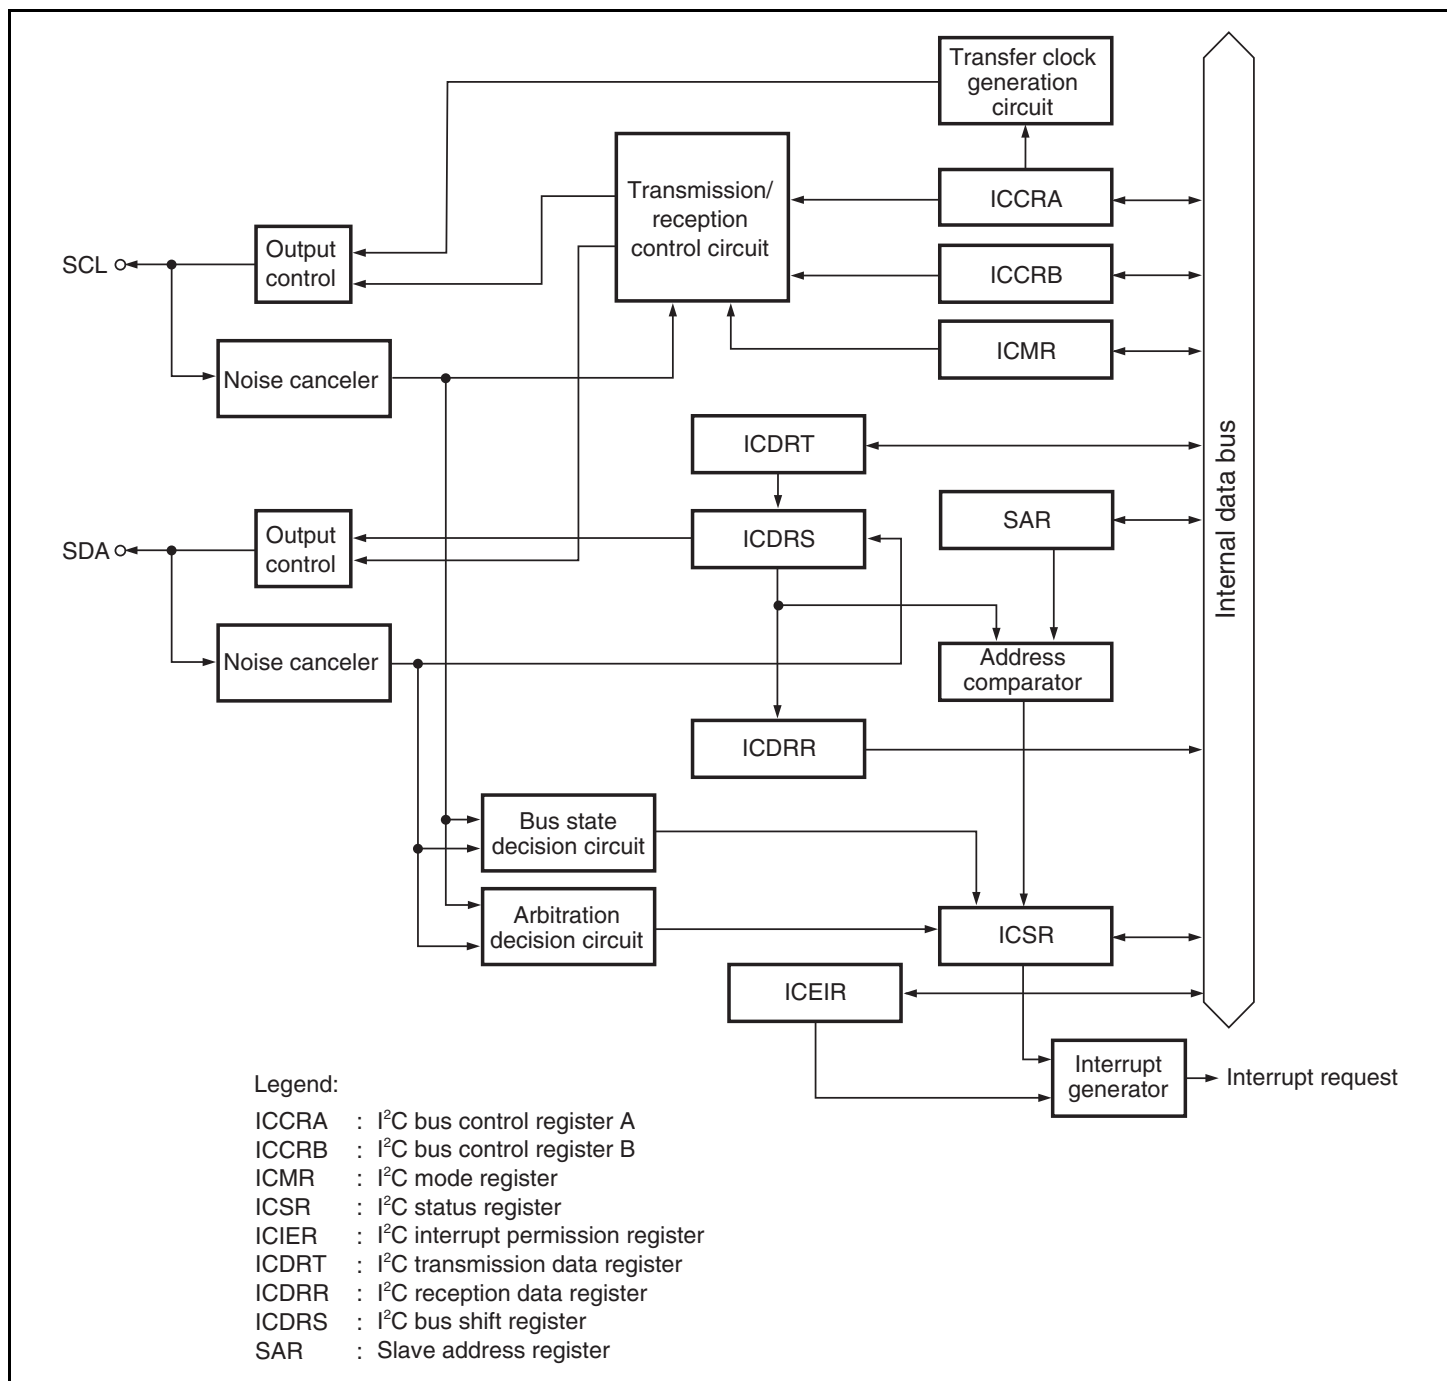 Transfer clock
generation
circuit
Transmission/
reception
control circuit
ICCRA
SCL
Output
control
ICCRB
ICMR
Noise canceler
ICDRT
SAR
SDA
Output
control
ICDRS
Internal data bus
Noise canceler
Address
comparator
ICDRR
Bus state
decision circuit
Arbitration
decision circuit
ICSR
ICEIR
Interrupt
generator
Interrupt request
Legend:
ICCRA : I²C bus control register A
ICCRB : I²C bus control register B
ICMR : I²C mode register
ICSR : I²C status register
ICIER : I²C interrupt permission register
ICDRT : I²C transmission data register
ICDRR : I²C reception data register
ICDRS : I²C bus shift register
SAR : Slave address register